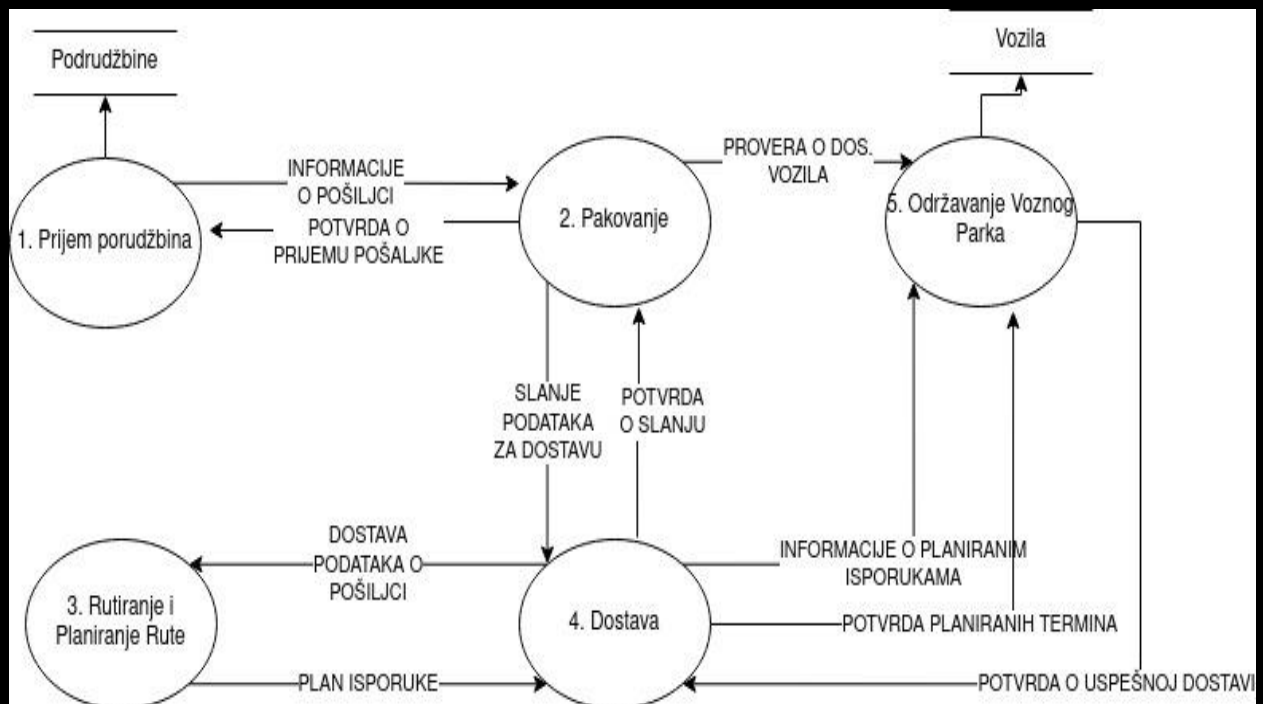 Podrudžbine
Vozila
INFORMACIJE
O POŠILJCI
PROVERA O DOS.
VOZILA
1. Prijem porudžbina
POTVRDA O
PRIJEMU POŠALJKE
2. Pakovanje
5. Održavanje Voznog
Parka
SLANJE
PODATAKA
ZA DOSTAVU
POTVRDA
O SLANJU
DOSTAVA
PODATAKA O
POŠILJCI
INFORMACIJE O PLANIRANIM
ISPORUKAMA
3. Rutiranje i
Planiranje Rute
4. Dostava
POTVRDA PLANIRANIH TERMINA
PLAN ISPORUKE
POTVRDA O USPEŠNOJ DOSTAVI